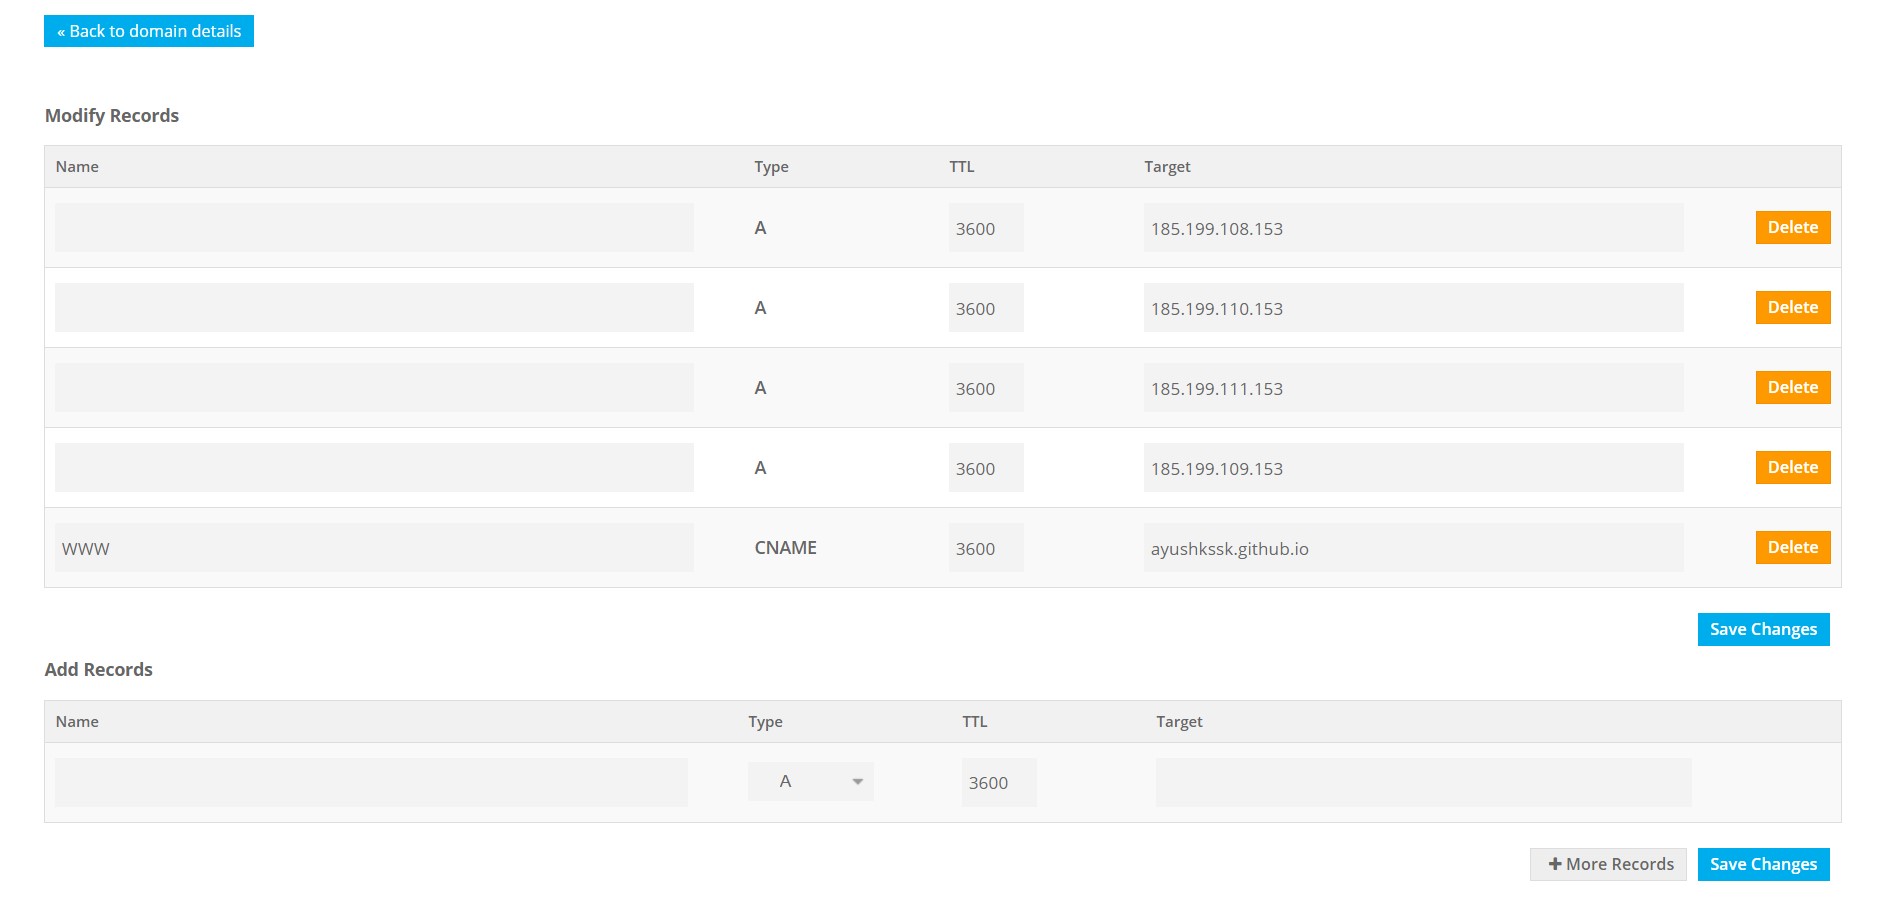 « Back to domain details
Modify Records
Name Type TTL Target
A 3600 185.199.108.153 Delete
A 3600 185.199.110.153 Delete
A 3600 185.199.111.153 Delete
A 3600 185.199.109.153 Delete
WWW CNAME 3600 ayushkssk.github.io Delete
Save Changes
Add Records
Name Type TTL Target
A 3600
+ More Records Save Changes